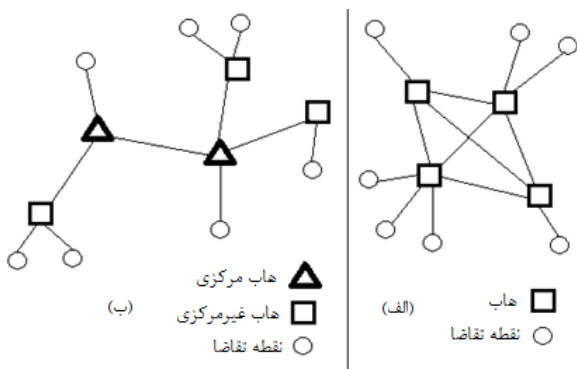 هاب
(الف)
نقطه تقاضا
هاب مرکزی
هاب غیرمرکزی
(ب)
نقطه تقاضا